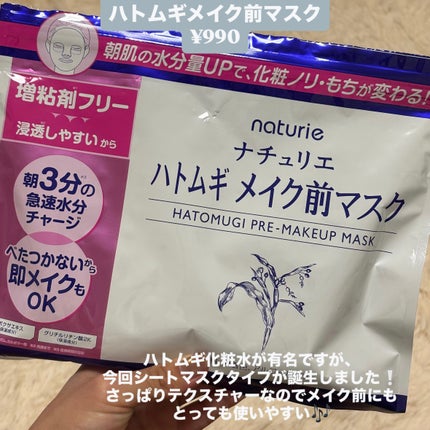 ハトムギメイク前マスク
¥990
朝肌の水分量UPで、化粧ノリ・もちが変わる!
増粘剤フリー
浸透しやすいから
朝3分の
急速水分
チャージ
べたつかないから
即メイクも
OK
naturie
ナチュリエ
ハトムギ メイク前マスク
HATOMUGI PRE-MAKEUP MASK
グリチルリチン酸2K
ハトムギ化粧水が有名ですが、
今回シートマスクタイプが誕生しました！
さっぱりテクスチャーなのでメイク前にも
とっても使いやすい🎶